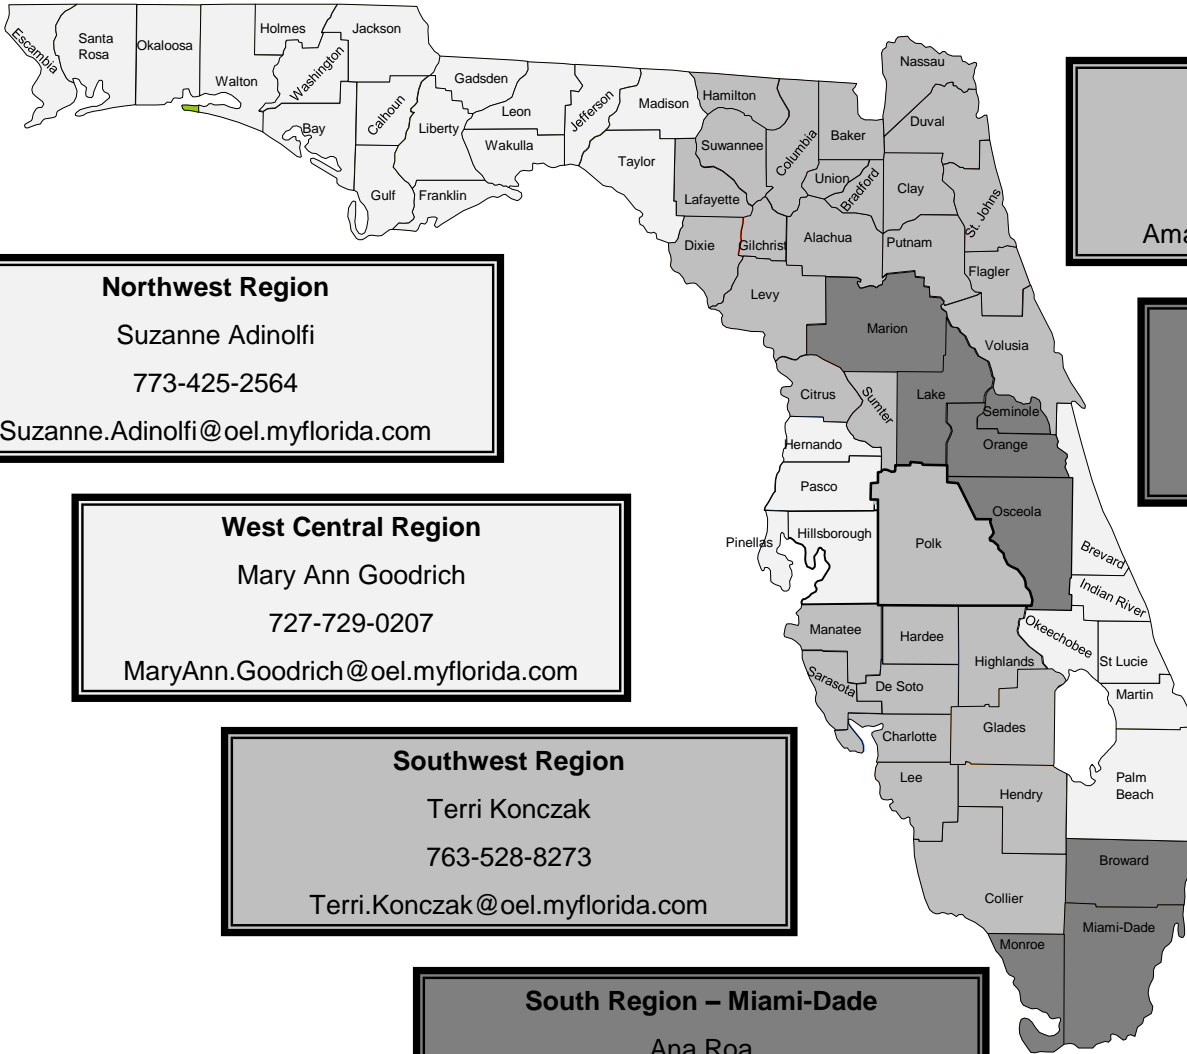 Escambia
Santa
Rosa
Okaloosa
Walton
Holmes
Washington
Jackson
Bay
Calhoun
Gulf
Liberty
Franklin
Gadsden
Leon
Wakulla
Jefferson
Madison
Taylor
Hamilton
Suwannee
Lafayette
Dixie
Gilchrist
Columbia
Baker
Union
Bradford
Nassau
Duval
Clay
St. Johns
Alachua
Putnam
Flagler
Levy
Marion
Volusia
Citrus
Sumter
Lake
Seminole
Orange
Hernando
Pasco
Pinellas
Hillsborough
Polk
Osceola
Brevard
Indian River
Manatee
Hardee
Highlands
Okeechobee
St Lucie
Sarasota
De Soto
Martin
Charlotte
Glades
Lee
Hendry
Palm
Beach
Collier
Broward
Monroe
Miami-Dade
Northwest Region
Suzanne Adinolfi
773-425-2564
Suzanne.Adinolfi@oel.myflorida.com
West Central Region
Mary Ann Goodrich
727-729-0207
MaryAnn.Goodrich@oel.myflorida.com
Southwest Region
Terri Konczak
763-528-8273
Terri.Konczak@oel.myflorida.com
South Region – Miami-Dade
Ana Roa